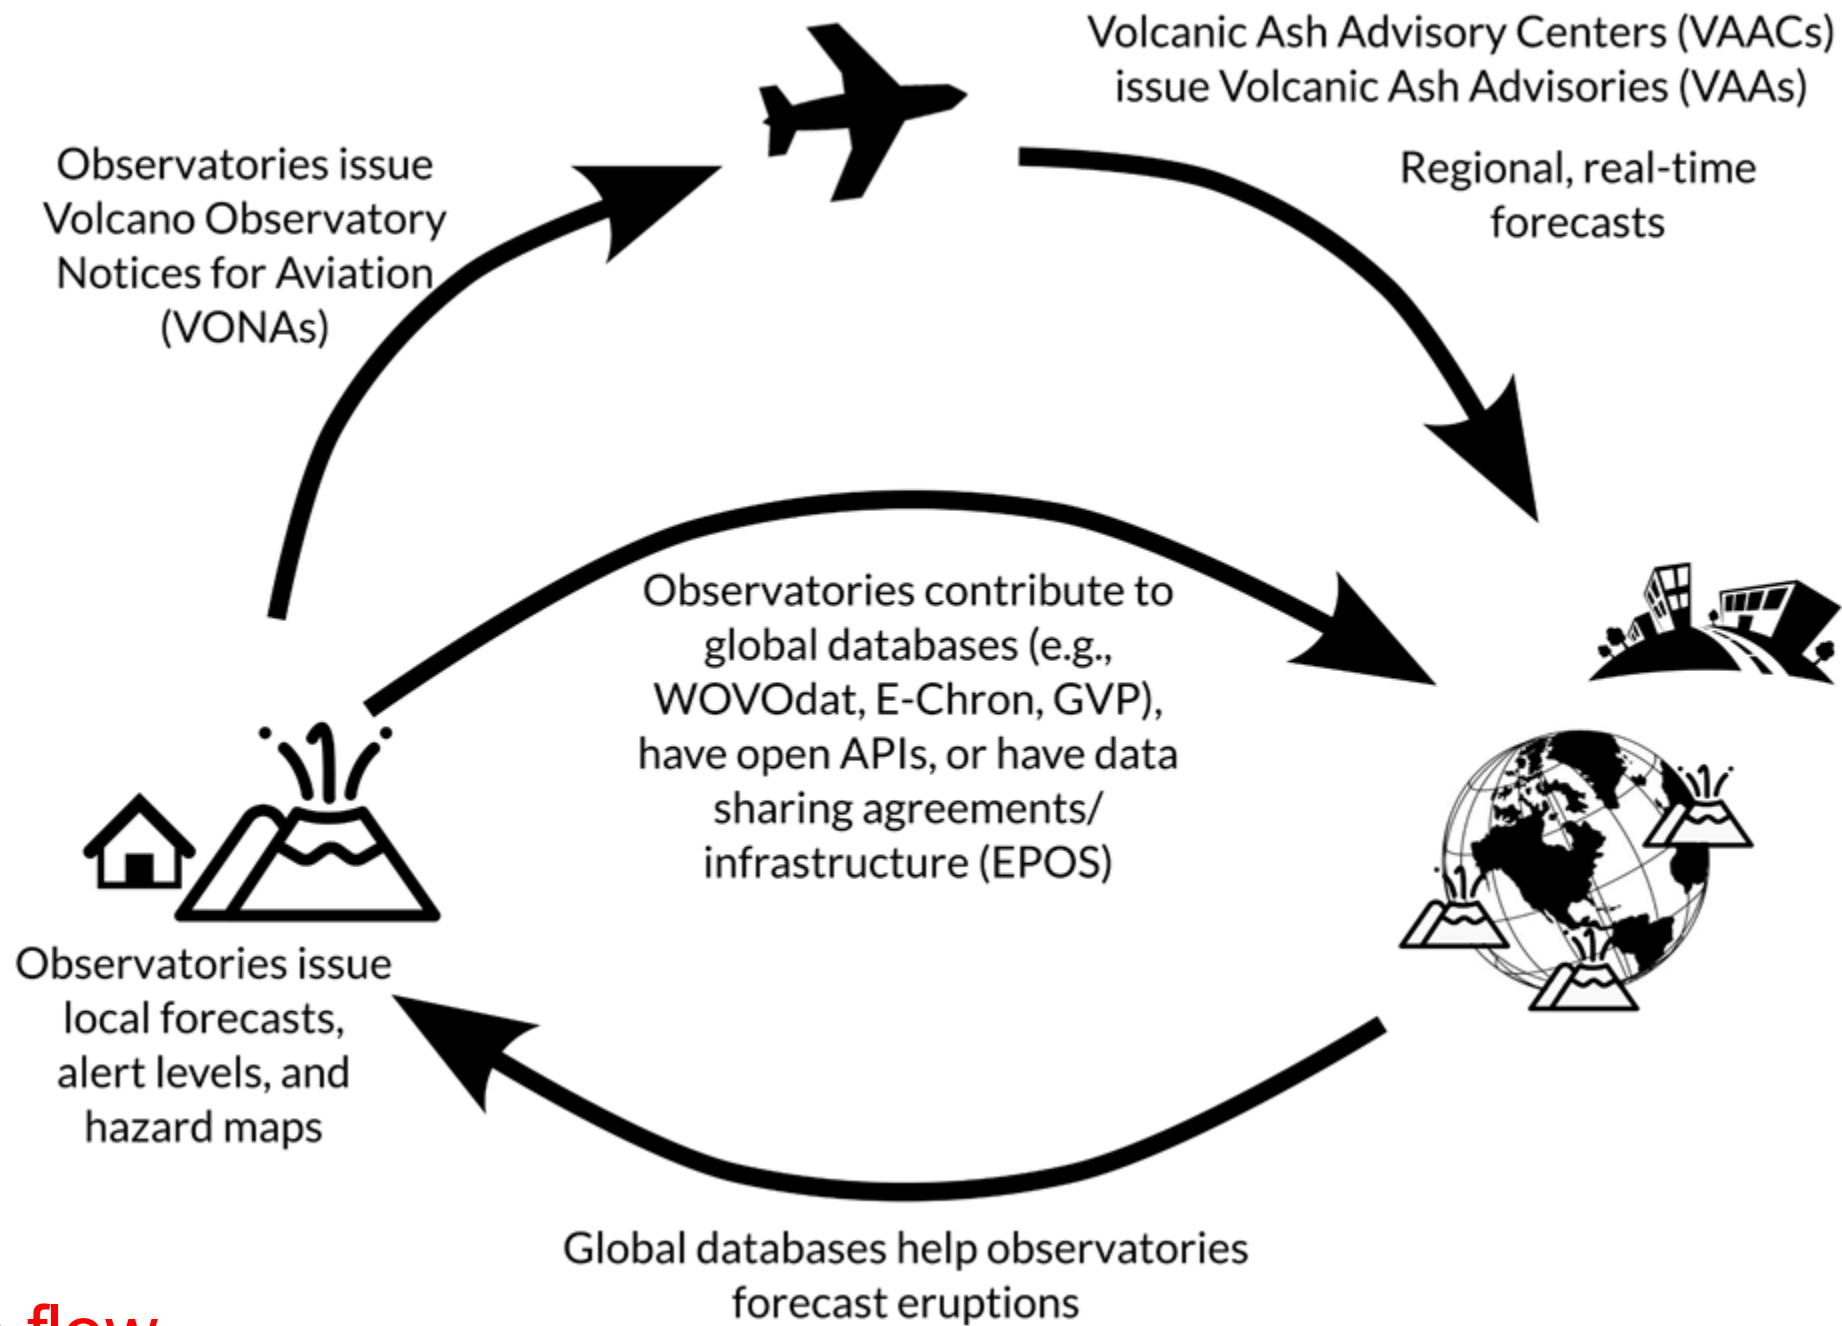 Volcanic Ash Advisory Centers (VAACs)
issue Volcanic Ash Advisories (VAAs)
Regional, real-time
forecasts
Observatories issue
Volcano Observatory
Notices for Aviation
(VONAs)
Observatories contribute to
global databases (e.g.,
WOVOdat, E-Chron, GVP),
have open APIs, or have data
sharing agreements/
infrastructure (EPOS)
Observatories issue
local forecasts,
alert levels, and
hazard maps
Global databases help observatories
forecast eruptions
flow